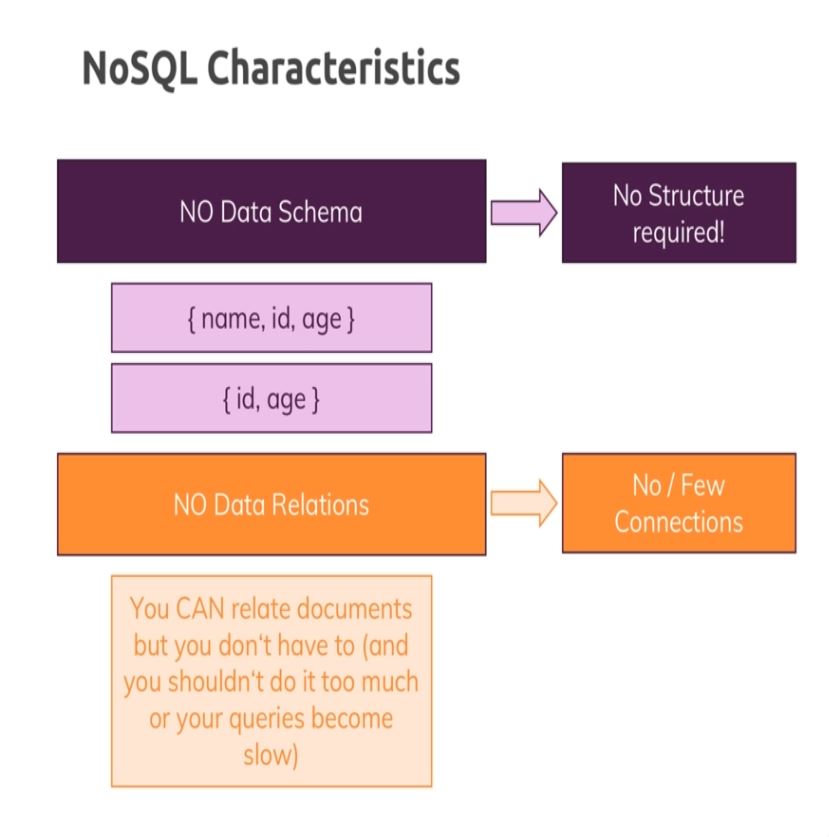 NoSQL Characteristics
NO Data Schema
No Structure
required!
{ name, id, age }
{ id, age }
NO Data Relations
No / Few
Connections
You CAN relate documents
but you don‘t have to (and
you shouldn‘t do it too much
or your queries become
slow)